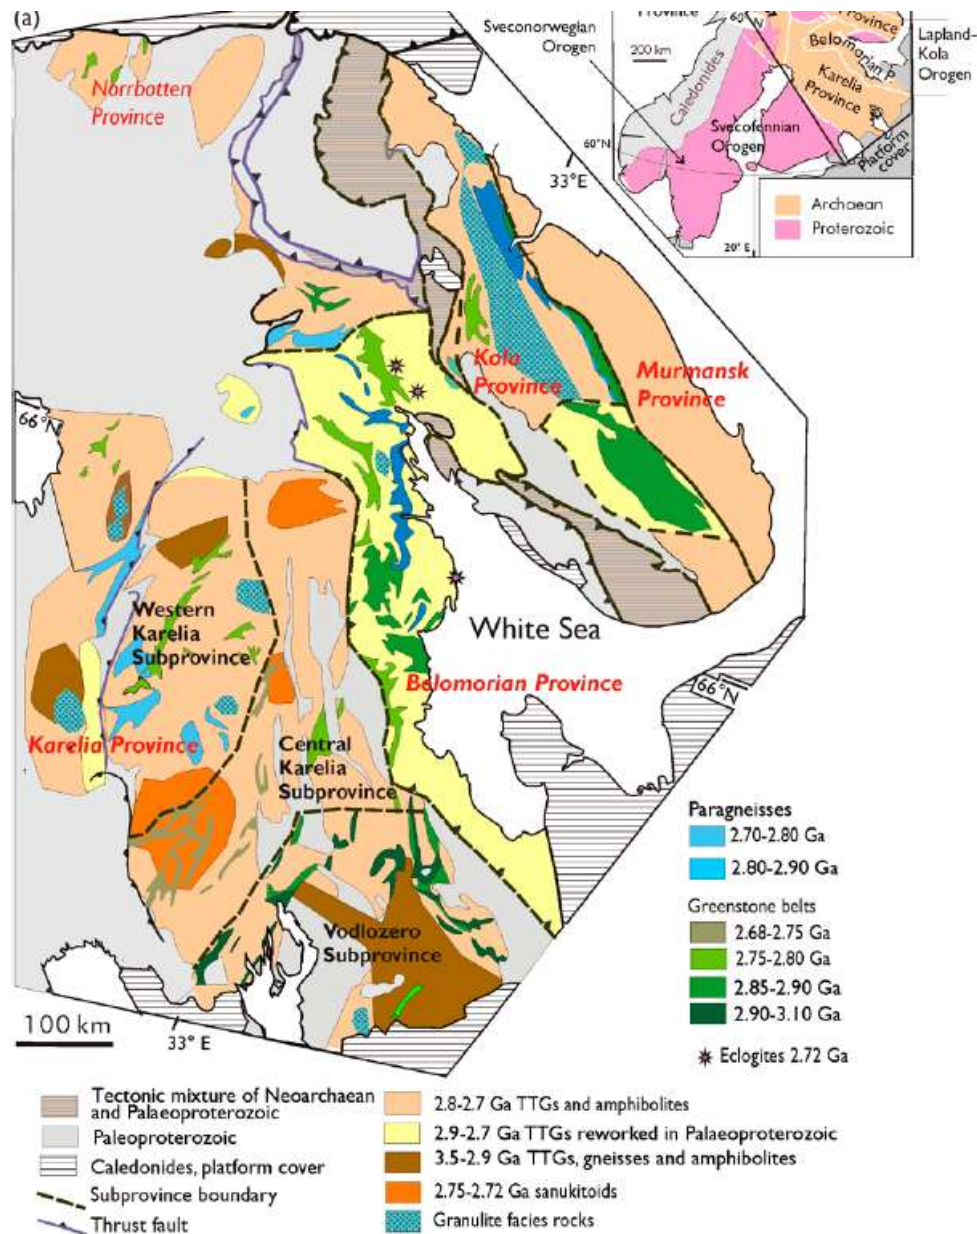 (a)
Sveconorwegian
Orogen
Province
60°
N
Province
Belomorian P.
Lapland-
Kola
Orogen
200 km
Caledonides
Karelia
Province
Svecofennian
Orogen
60°N
Platform
cover
33°E
Archaean
Proterozoic
20° E
Norrbotten
Province
Kola
Province
Murmansk
Province
66°N
Western
Karelia
Subprovince
White Sea
Belomorian Province
66°N
Karelia Province
Central
Karelia
Subprovince
Vodlozero
Subprovince
100 km
33° E
Paragneisses
2.70-2.80 Ga
2.80-2.90 Ga
Greenstone belts
2.68-2.75 Ga
2.75-2.80 Ga
2.85-2.90 Ga
2.90-3.10 Ga
Eclogites 2.72 Ga
Tectonic mixture of Neoarchaean
and Palaeoproterozoic
Paleoproterozoic
Caledonides, platform cover
Subprovince boundary
Thrust fault
2.8-2.7 Ga TTGs and amphibolites
2.9-2.7 Ga TTGs reworked in Palaeoproterozoic
3.5-2.9 Ga TTGs, gneisses and amphibolites
2.75-2.72 Ga sanukitoids
Granulite facies rocks